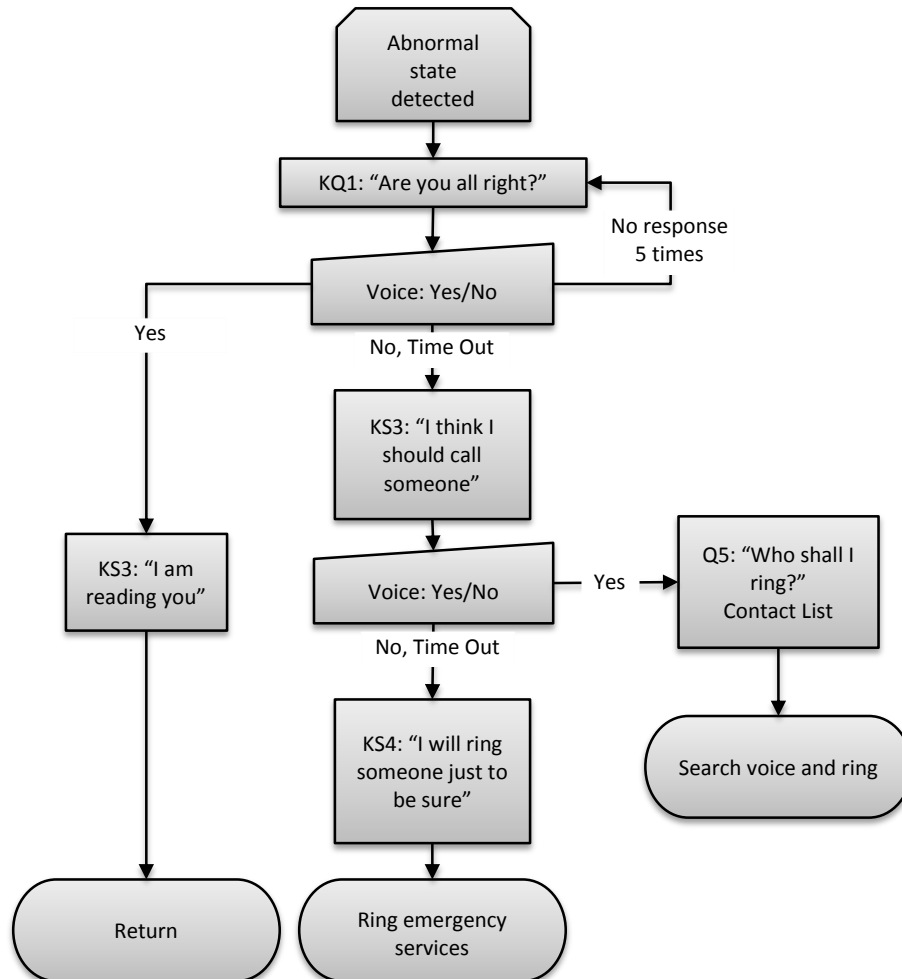 Abnormal
state
detected
KQ1: “Are you all right?”
No response
5 times
Voice: Yes/No
Yes
No, Time Out
KS3: “I think I
should call
someone”
KS3: “I am
reading you”
Voice: Yes/No
Yes
Q5: “Who shall I
ring?”
Contact List
No, Time Out
KS4: “I will ring
someone just to
be sure”
Search voice and ring
Return
Ring emergency
services